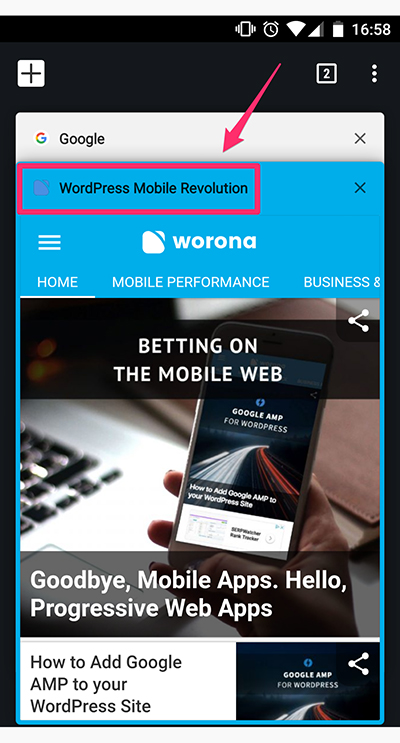 16:58
2
Google
WordPress Mobile Revolution
worona
HOME MOBILE PERFORMANCE BUSINESS &
BETTING ON
THE MOBILE WEB
GOOGLE AMP
FOR WORDPRESS
How to Add Google AMP to
your WordPress Site
SERPWatcher
Rank Tracker
Goodbye, Mobile Apps. Hello,
Progressive Web Apps
How to Add Google
AMP to your
WordPress Site
GOOGLE AMP
FOR WORDPRESS